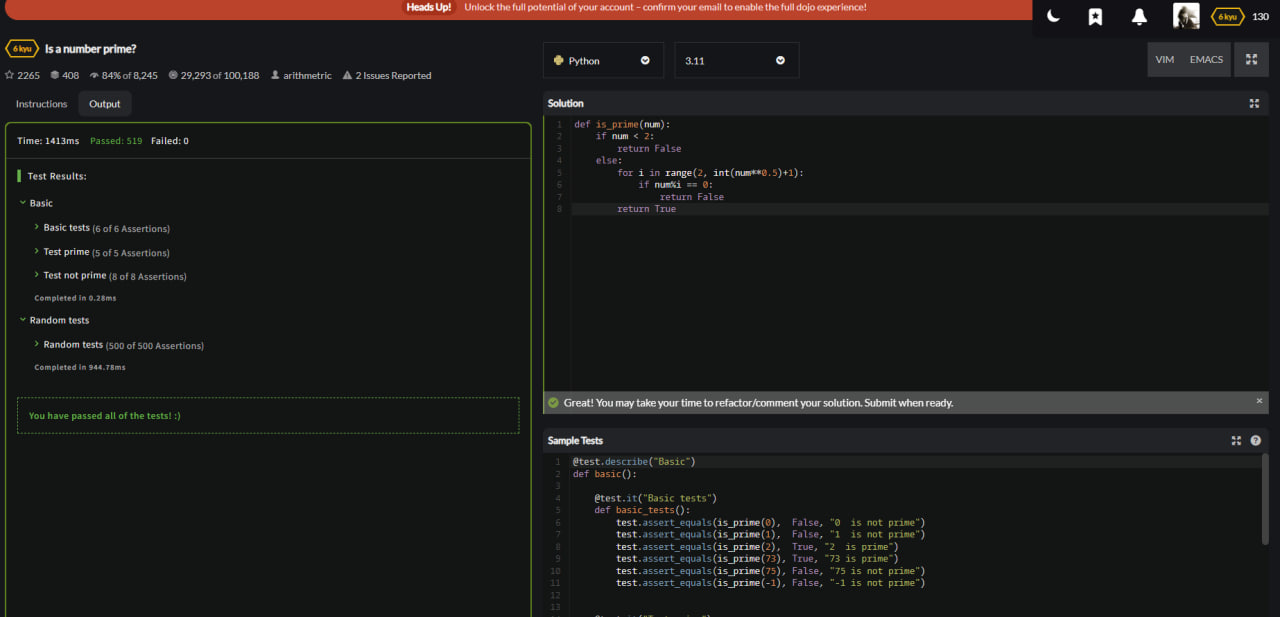 Heads Up! Unlock the full potential of your account – confirm your email to enable the full dojo experience!
6 kyu 130
6 kyu Is a number prime?
2265 408 84% of 8,245 29,293 of 100,188 arithmetric 2 Issues Reported
Python 3.11 VIM EMACS
Instructions Output
Time: 1413ms Passed: 519 Failed: 0
Test Results:
Basic
Basic tests (6 of 6 Assertions)
Test prime (5 of 5 Assertions)
Test not prime (8 of 8 Assertions)
Completed in 0.28ms
Random tests
Random tests (500 of 500 Assertions)
Completed in 944.78ms
You have passed all of the tests! :)
Solution
1 def is_prime(num):
2 if num < 2:
3 return False
4 else:
5 for i in range(2, int(num**0.5)+1):
6 if num%i == 0:
7 return False
8 return True
Great! You may take your time to refactor/comment your solution. Submit when ready. ×
Sample Tests ?
1 @test.describe("Basic")
2 def basic():
3
4 @test.it("Basic tests")
5 def basic_tests():
6 test.assert_equals(is_prime(0), False, "0 is not prime")
7 test.assert_equals(is_prime(1), False, "1 is not prime")
8 test.assert_equals(is_prime(2), True, "2 is prime")
9 test.assert_equals(is_prime(73), True, "73 is prime")
10 test.assert_equals(is_prime(75), False, "75 is not prime")
11 test.assert_equals(is_prime(-1), False, "-1 is not prime")
12
13